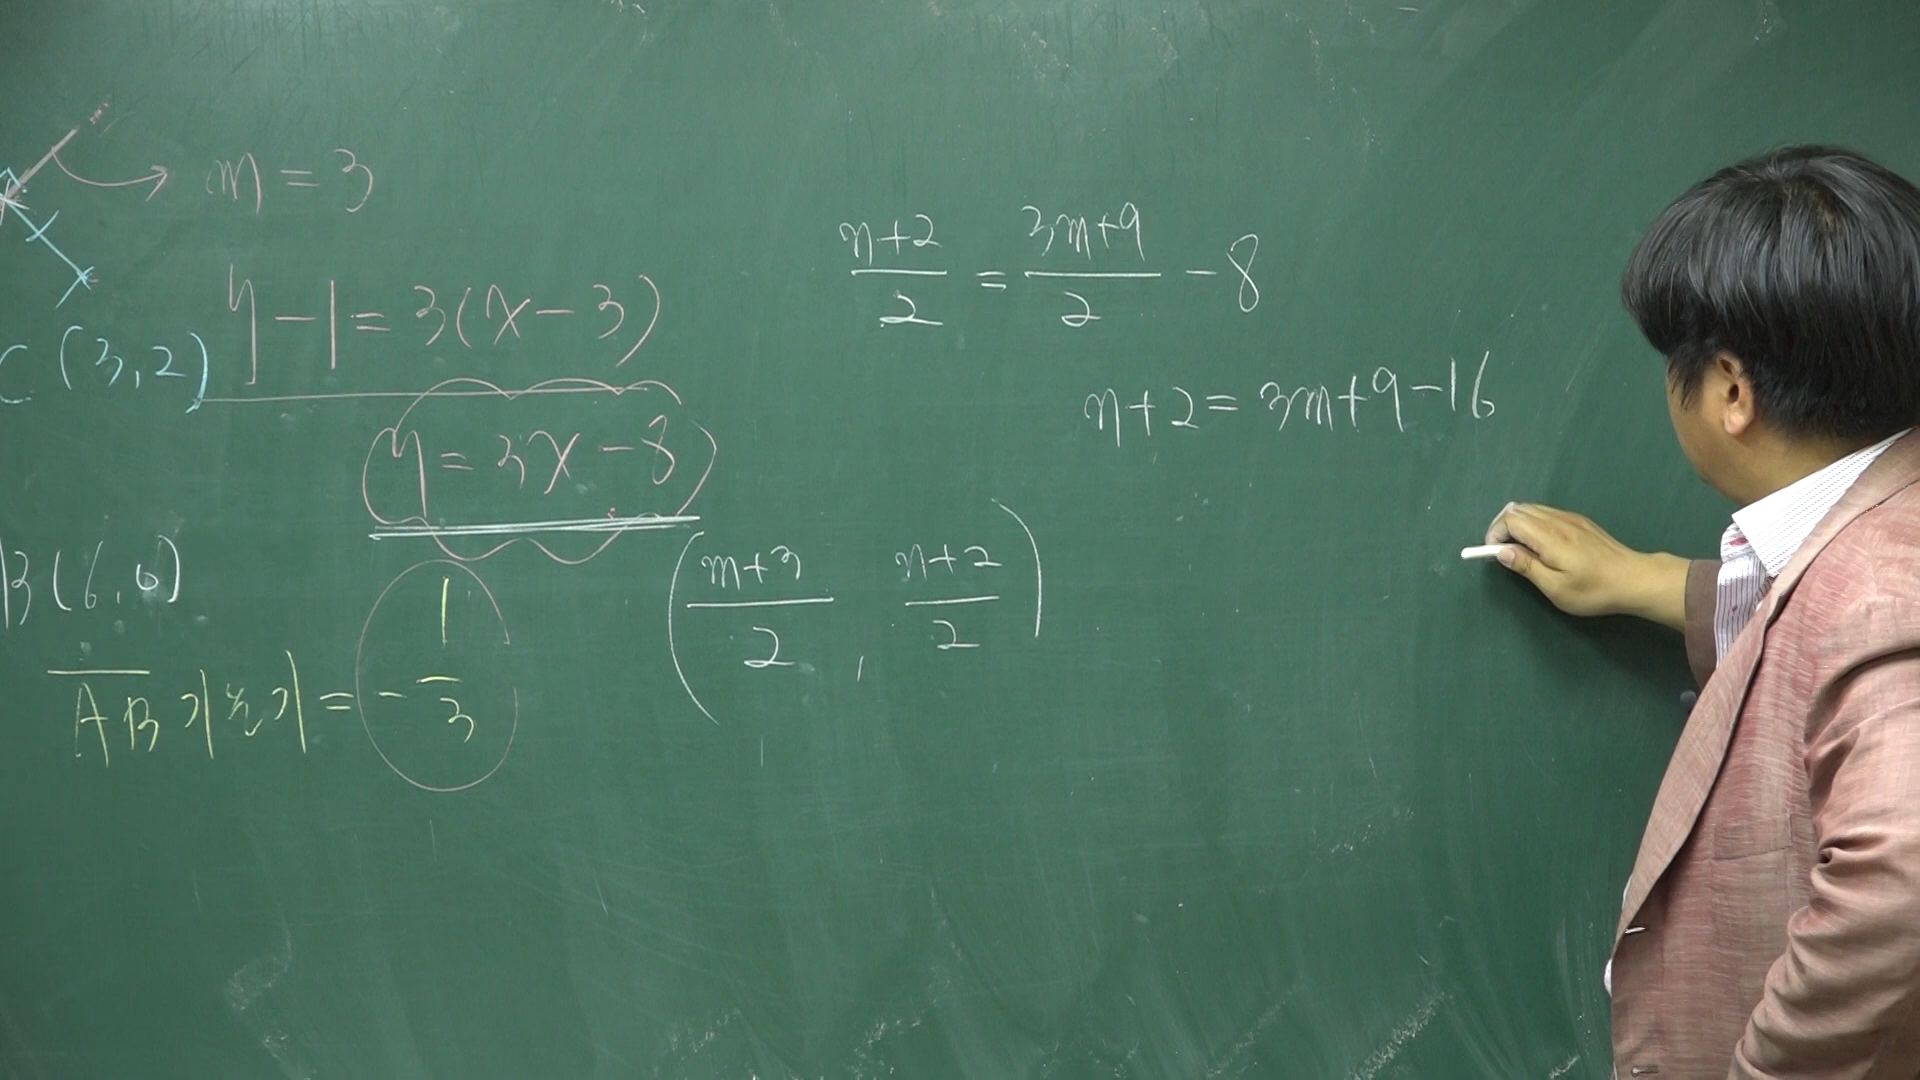 m = 3
y - 1 = 3(x - 3)
C (3, 2)
(y = 3x - 8)
B (6, 0)
AB 기울기 = - 1/3
(m+3/2 , n+2/2)
n+2/2 = 3m+9/2 - 8
n + 2 = 3m + 9 - 16